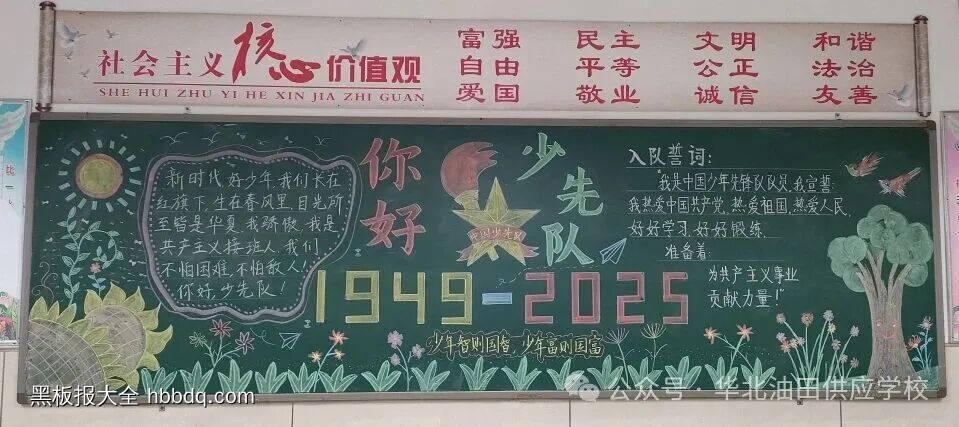 社会主义核心价值观
SHE HUI ZHU YI HE XIN JIA ZHI GUAN
富强 民主 文明 和谐
自由 平等 公正 法治
爱国 敬业 诚信 友善
新时代好少年,我们长在
红旗下,生在春风里,目光所
至皆是华夏,我骄傲,我是
共产主义接班人,我们
不怕困难,不怕敌人!
你好,少先队!
你好
少先队
中国少先队
1949-2025
少年智则国智,少年富则国富
入队誓词:
我是中国少年先锋队队员,我宣誓:
我热爱中国共产党,热爱祖国,热爱人民,
好好学习,好好锻练
准备着
为共产主义事业
贡献力量!"
黑板报大全 hbbdq.com
公众号·华北油田供应学校